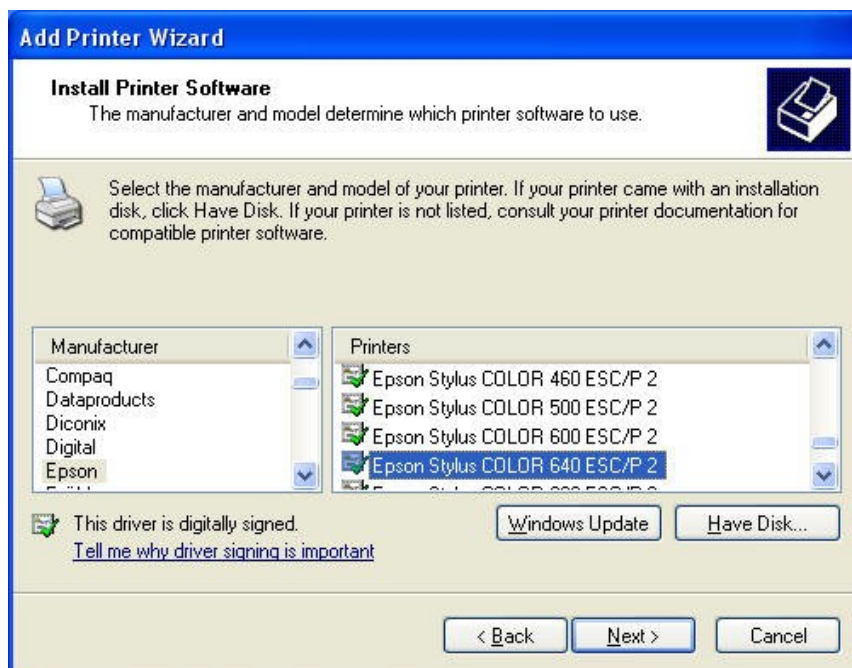 Add Printer Wizard
Install Printer Software
The manufacturer and model determine which printer software to use.
Select the manufacturer and model of your printer. If your printer came with an installation
disk, click Have Disk. If your printer is not listed, consult your printer documentation for
compatible printer software.
Manufacturer
Compaq
Dataproducts
Diconix
Digital
Epson
Printers
Epson Stylus COLOR 460 ESC/P 2
Epson Stylus COLOR 500 ESC/P 2
Epson Stylus COLOR 600 ESC/P 2
Epson Stylus COLOR 640 ESC/P 2
This driver is digitally signed.
Tell me why driver signing is important
Windows Update
Have Disk...
< Back
Next >
Cancel